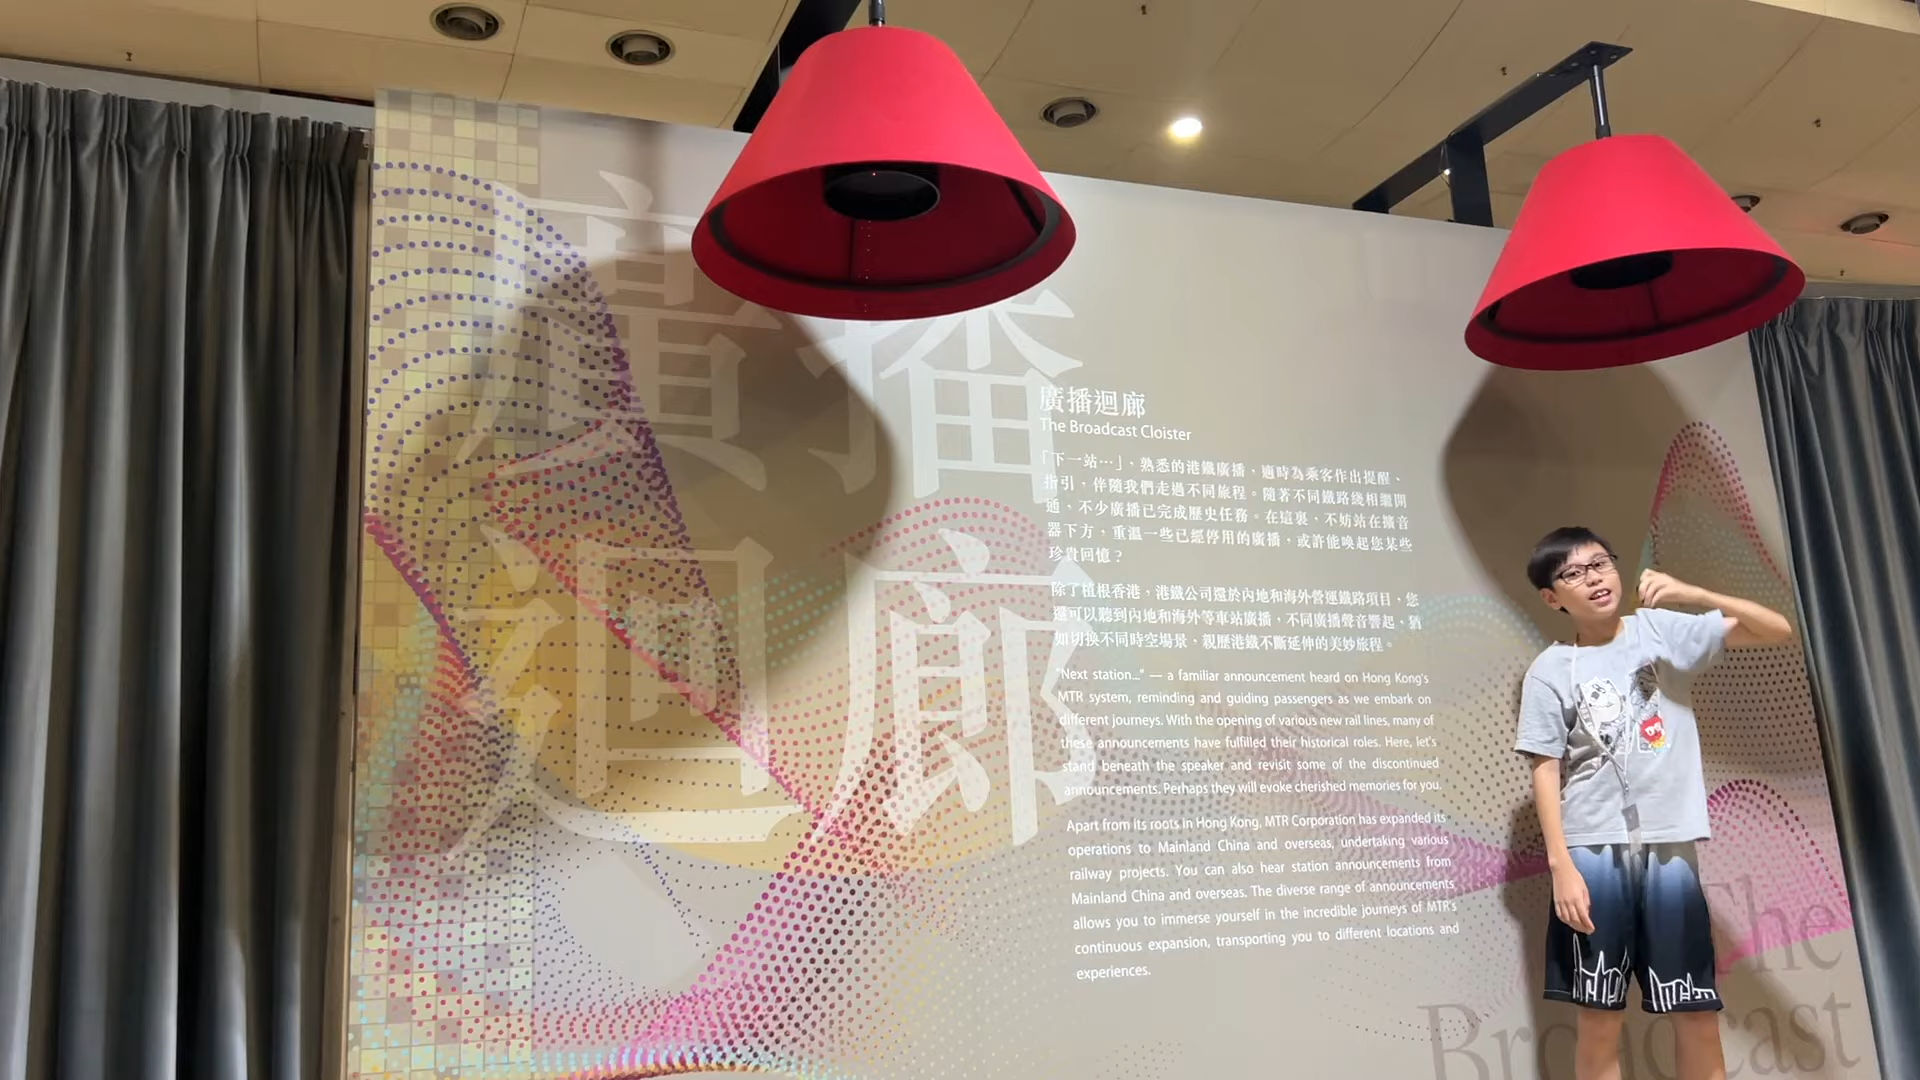 廣播
迴廊
廣播迴廊
The Broadcast Cloister
「下一站…」，熟悉的港鐵廣播，適時為乘客作出提醒、
指引，伴隨我們走過不同旅程。隨著不同鐵路綫相繼開
通，不少廣播已完成歷史任務。在這裏，不妨站在擴音
器下方，重溫一些已經停用的廣播，或許能喚起您某些
珍貴回憶？
除了植根香港，港鐵公司還於內地和海外營運鐵路項目，您
還可以聽到內地和海外等車站廣播，不同廣播聲音響起，猶
如切換不同時空場景、親歷港鐵不斷延伸的美妙旅程。
"Next station..." — a familiar announcement heard on Hong Kong's
MTR system, reminding and guiding passengers as we embark on
different journeys. With the opening of various new rail lines, many of
these announcements have fulfilled their historical roles. Here, let's
stand beneath the speaker and revisit some of the discontinued
announcements. Perhaps they will evoke cherished memories for you.
Apart from its roots in Hong Kong, MTR Corporation has expanded its
operations to Mainland China and overseas, undertaking various
railway projects. You can also hear station announcements from
Mainland China and overseas. The diverse range of announcements
allows you to immerse yourself in the incredible journeys of MTR's
continuous expansion, transporting you to different locations and
experiences.
The
Broadcast